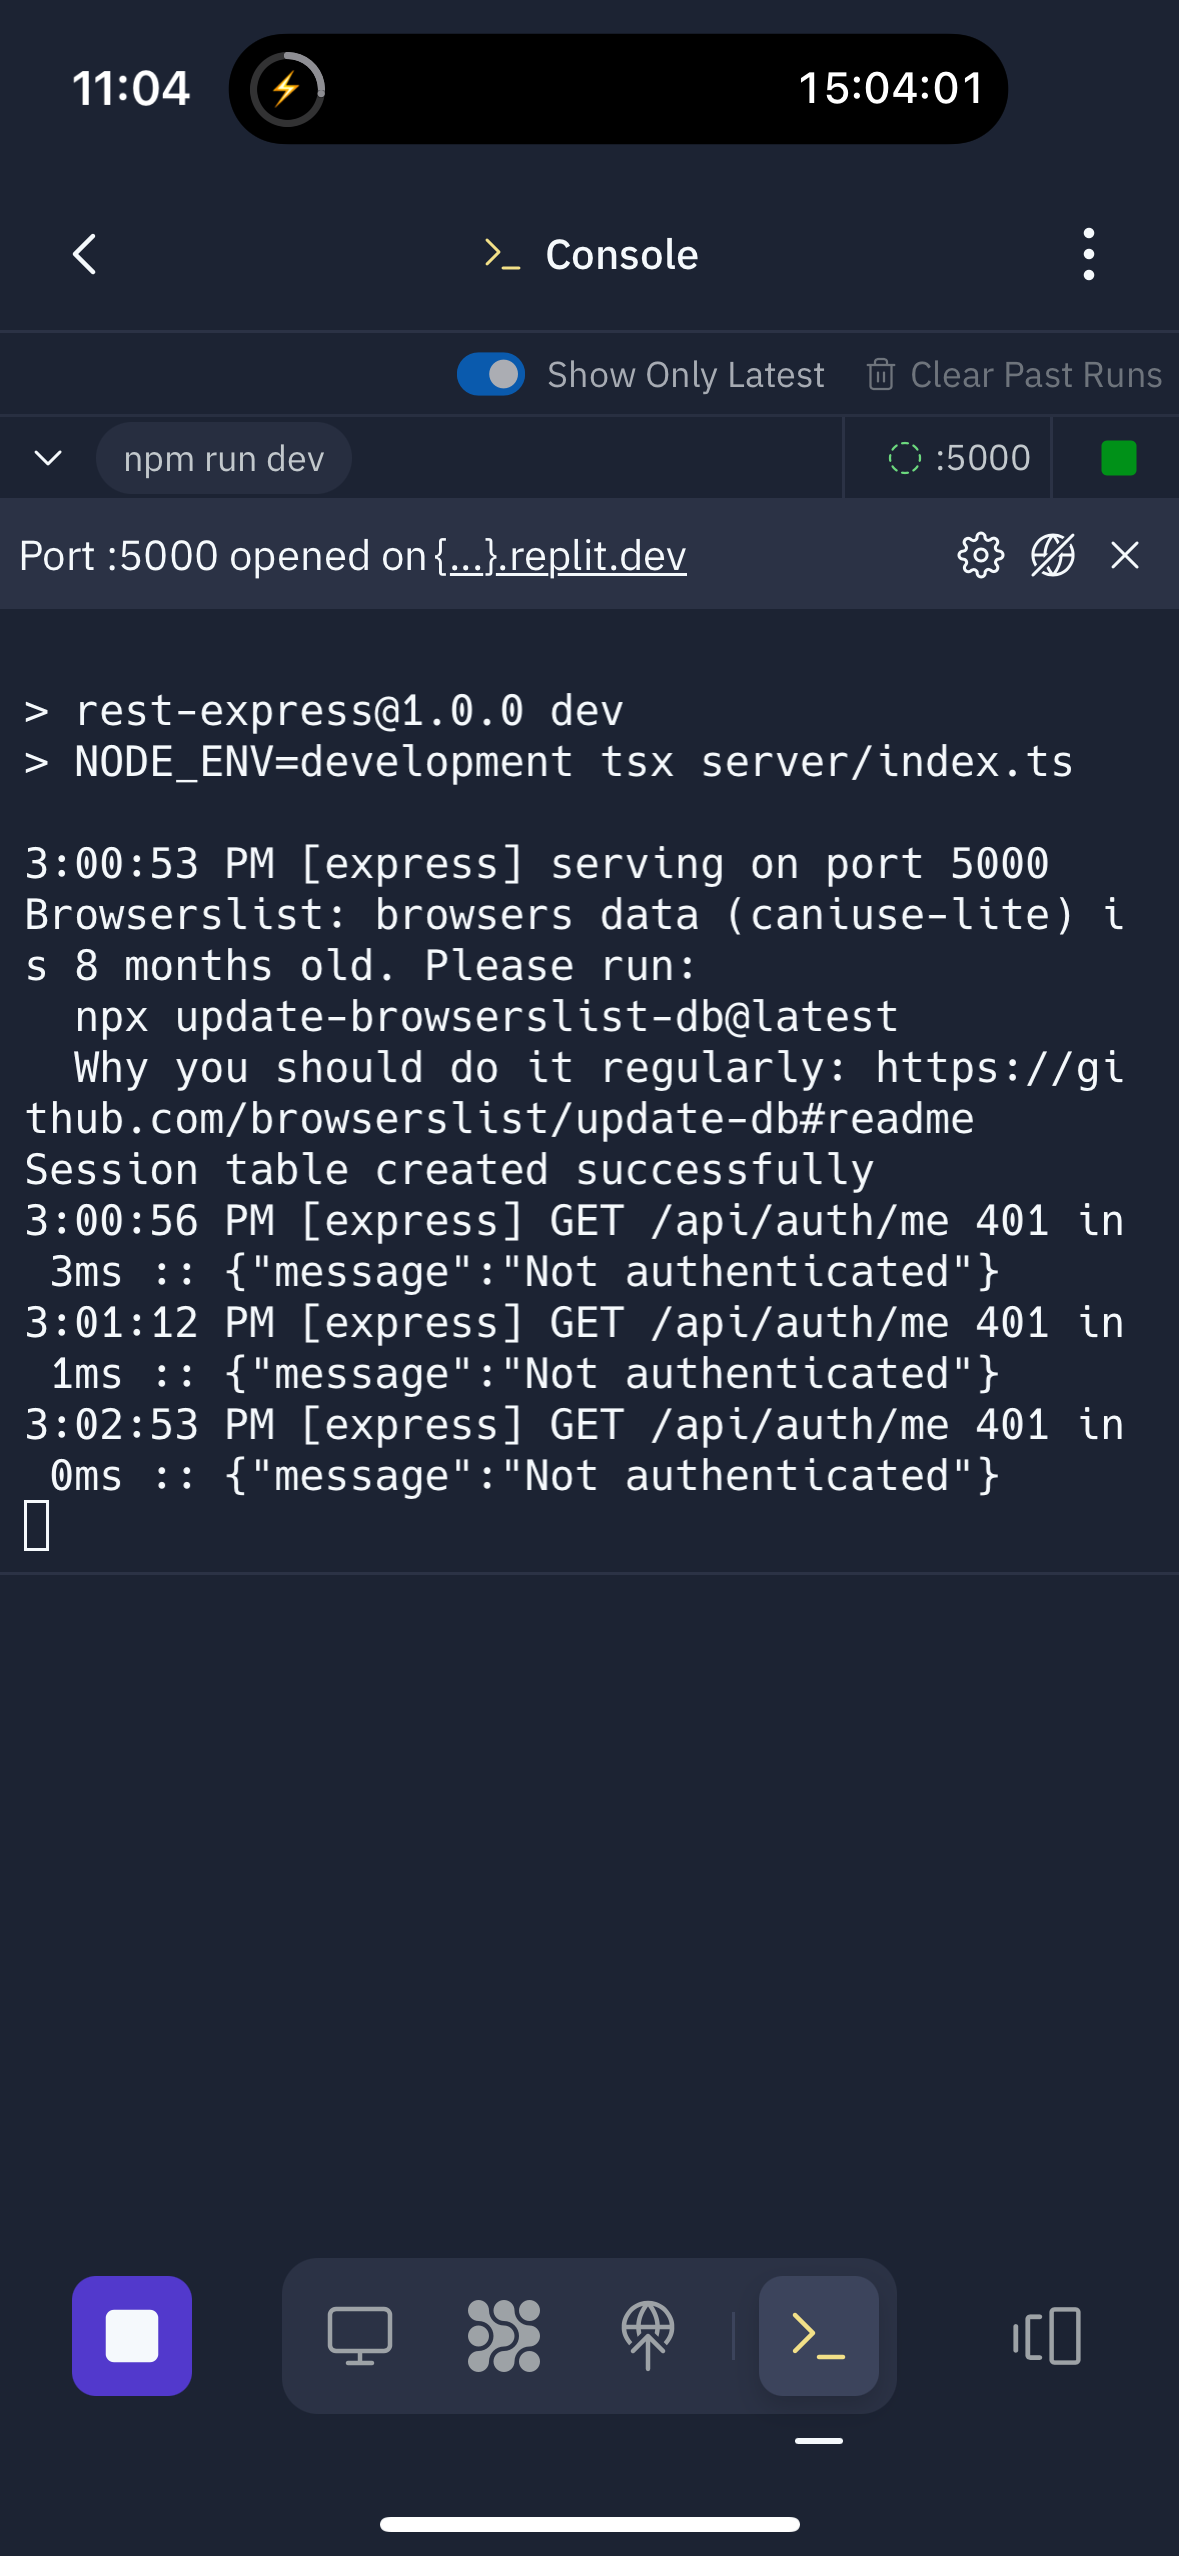 11:04
15:04:01
Console
Show Only Latest
Clear Past Runs
npm run dev
:5000
Port :5000 opened on {...}.replit.dev
> rest-express@1.0.0 dev
> NODE_ENV=development tsx server/index.ts
3:00:53 PM [express] serving on port 5000
Browserslist: browsers data (caniuse-lite) i
s 8 months old. Please run:
  npx update-browserslist-db@latest
  Why you should do it regularly: https://gi
thub.com/browserslist/update-db#readme
Session table created successfully
3:00:56 PM [express] GET /api/auth/me 401 in
 3ms :: {"message":"Not authenticated"}
3:01:12 PM [express] GET /api/auth/me 401 in
 1ms :: {"message":"Not authenticated"}
3:02:53 PM [express] GET /api/auth/me 401 in
 0ms :: {"message":"Not authenticated"}